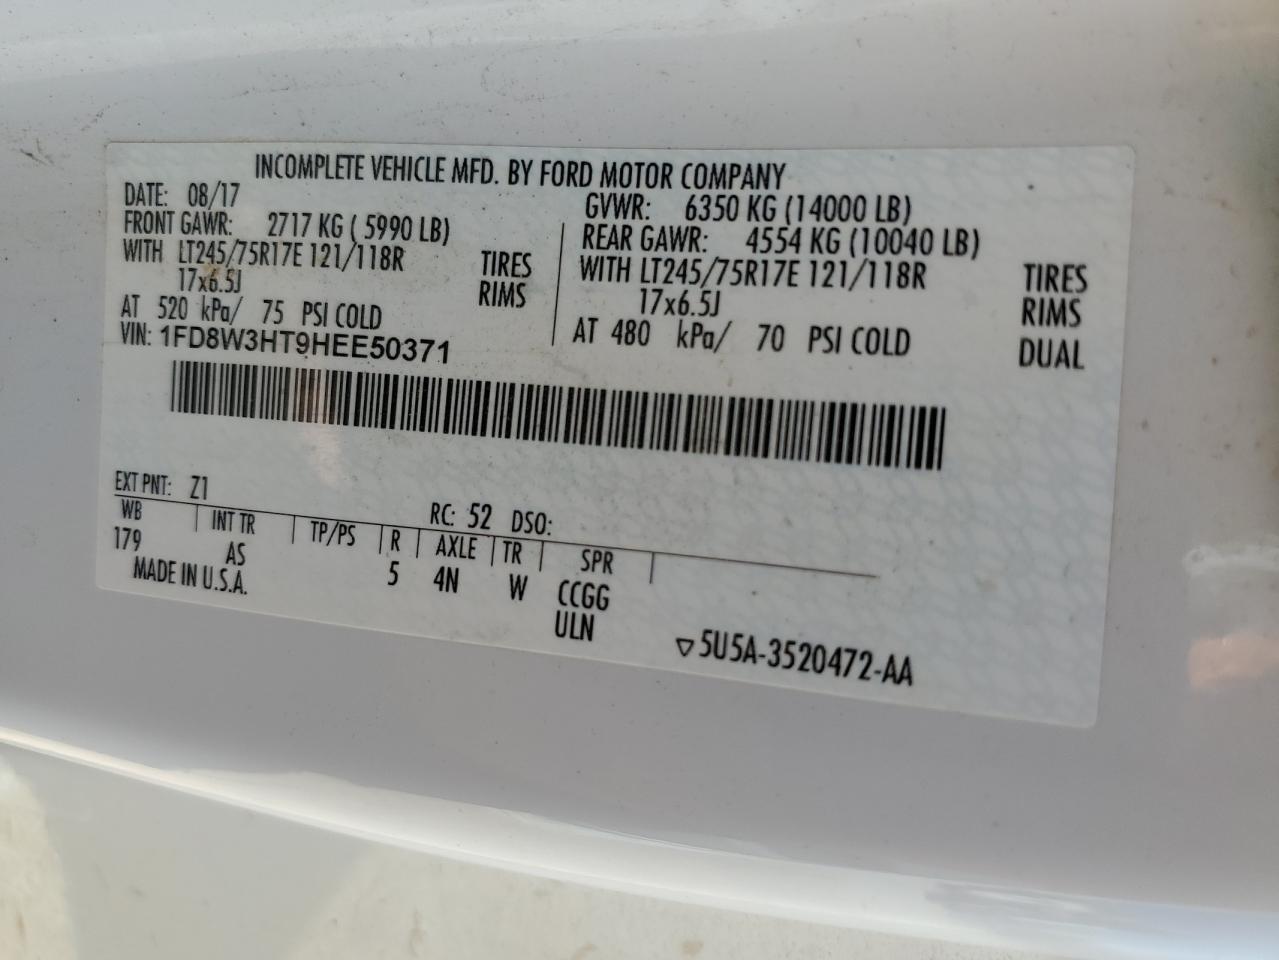 INCOMPLETE VEHICLE MFD. BY FORD MOTOR COMPANY
DATE: 08/17
GVWR: 6350 KG (14000 LB)
FRONT GAWR: 2717 KG ( 5990 LB)
REAR GAWR: 4554 KG (10040 LB)
WITH LT245/75R17E 121/118R TIRES
WITH LT245/75R17E 121/118R TIRES
17x6.5J RIMS
17x6.5J RIMS
AT 520 kPa/ 75 PSI COLD
AT 480 kPa/ 70 PSI COLD DUAL
VIN: 1FD8W3HT9HEE50371
EXT PNT: Z1 RC: 52 DSO:
WB INT TR TP/PS R AXLE TR SPR
179 AS 5 4N W CCGG
MADE IN U.S.A. ULN
5U5A-3520472-AA